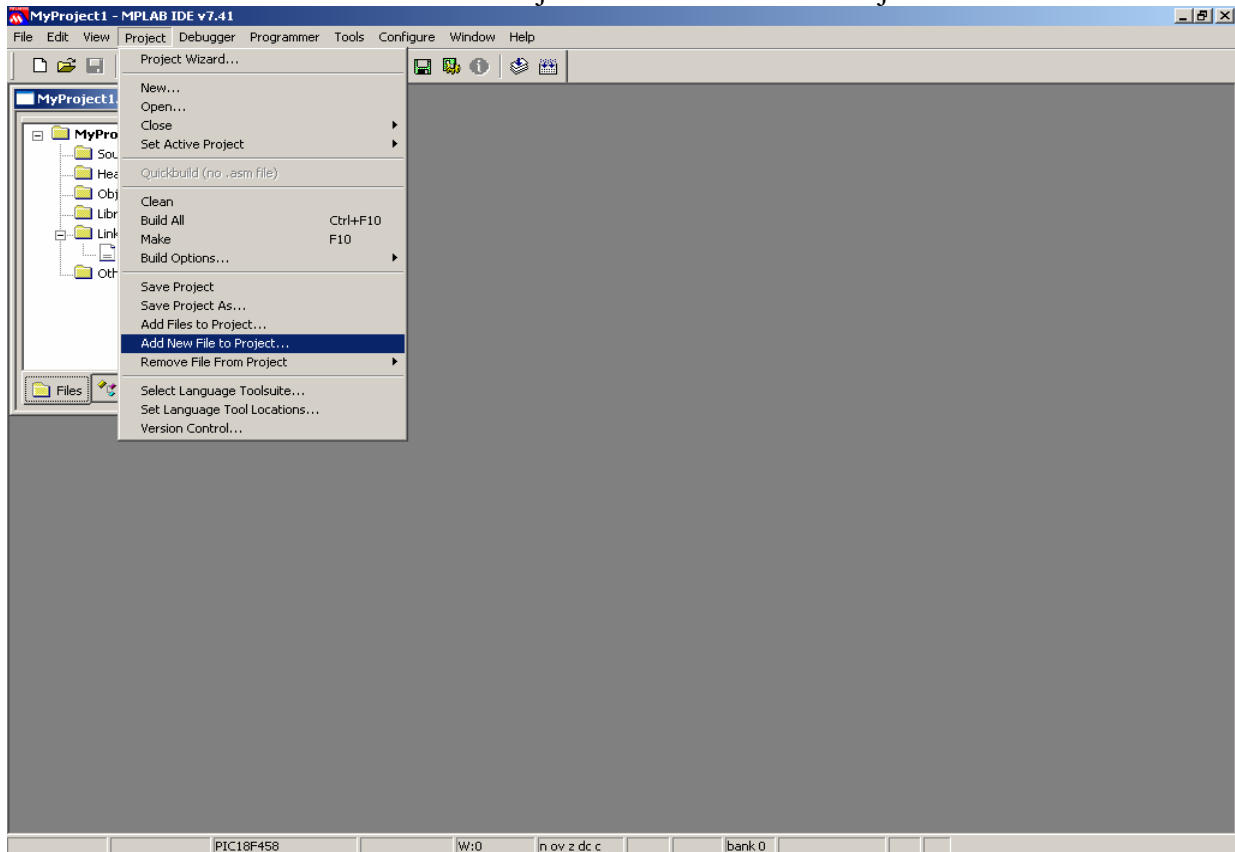 MyProject1 - MPLAB IDE v7.41
File Edit View Project Debugger Programmer Tools Configure Window Help
Project Wizard...
New...
Open...
Close
Set Active Project
Quickbuild (no .asm file)
Clean
Build All Ctrl+F10
Make F10
Build Options...
Save Project
Save Project As...
Add Files to Project...
Add New File to Project...
Remove File From Project
Select Language Toolsuite...
Set Language Tool Locations...
Version Control...
MyProject1.
MyPro
Sou
Hea
Obj
Libr
Link
Oth
Files
PIC18F458 W:0 n ov z dc c bank 0